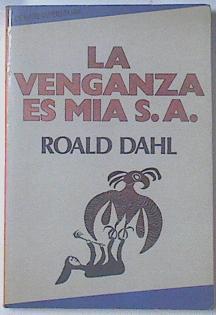 LA
VENGANZA
ES MIA S.A.
ROALD DAHL